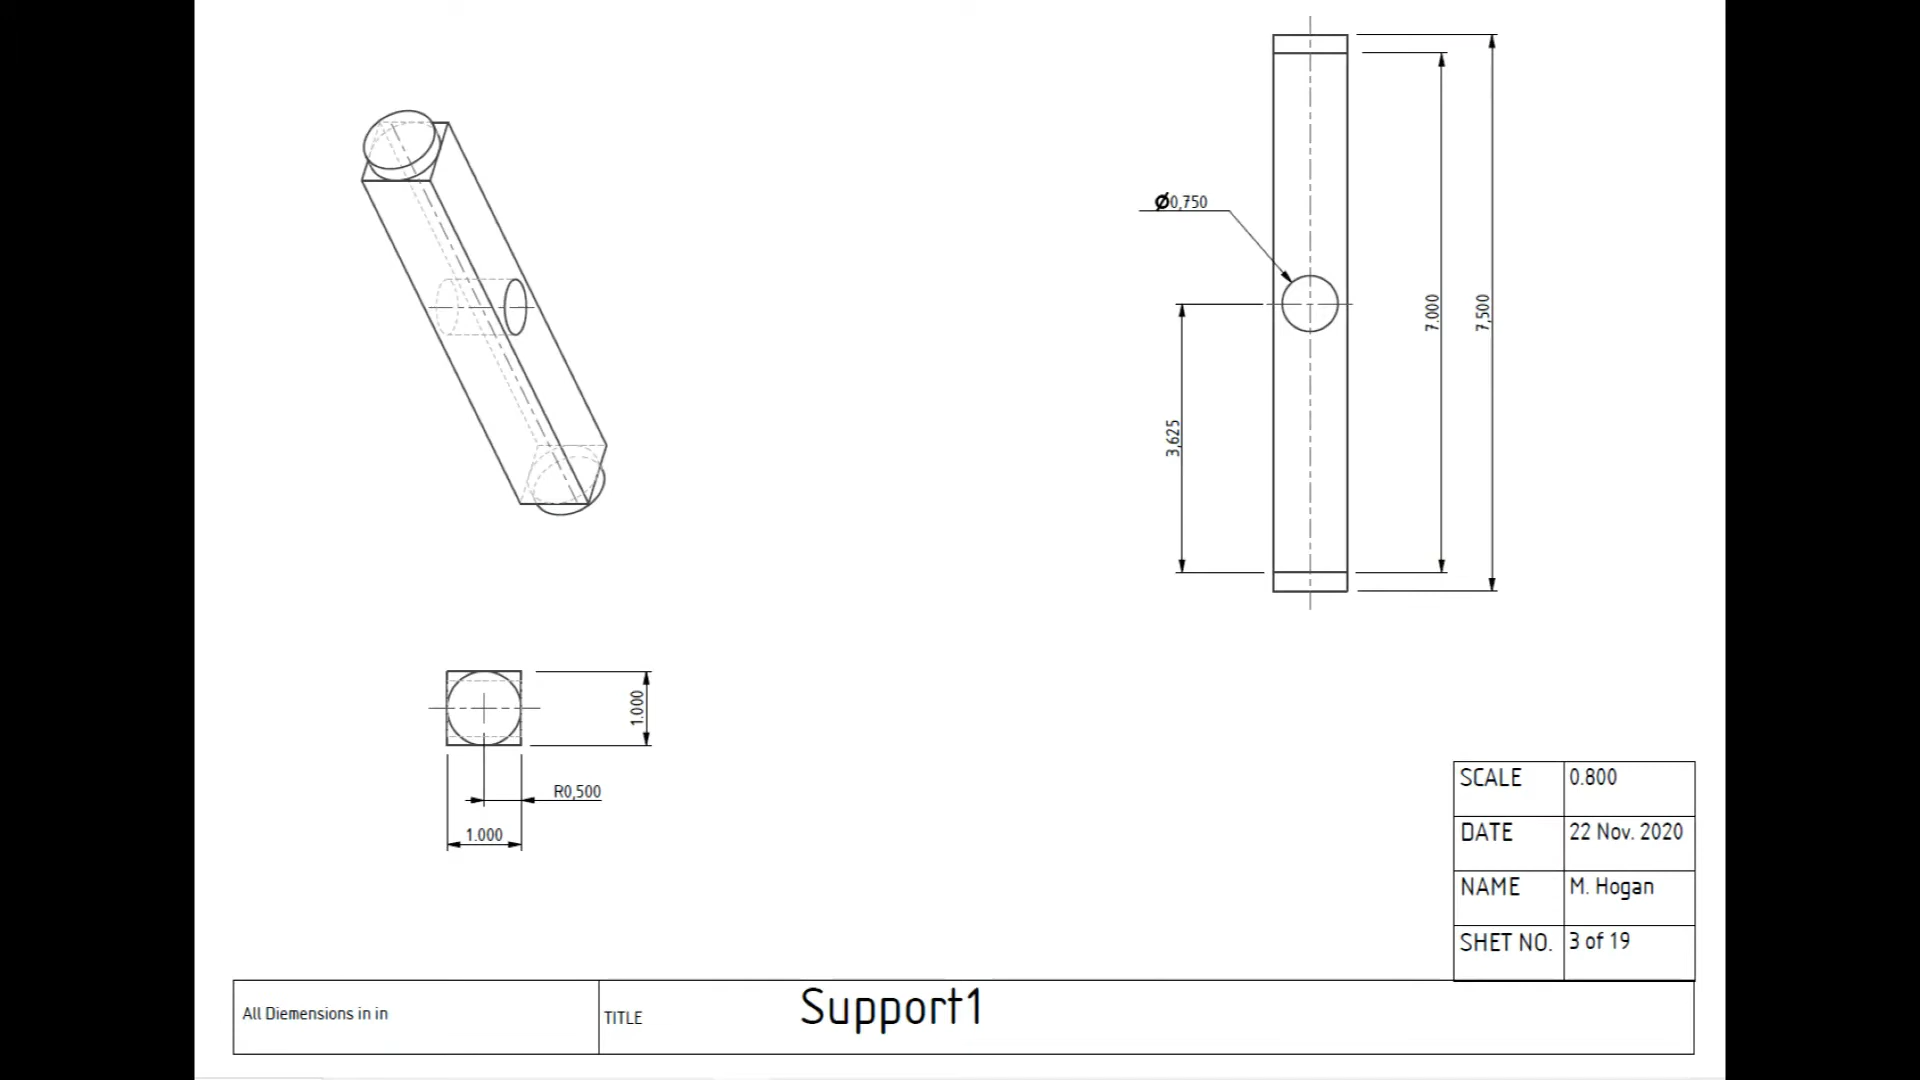 Ø0,750
3,625
7.000
7,500
1.000
R0,500
1.000
SCALE 0.800
DATE 22 Nov. 2020
NAME M. Hogan
SHET NO. 3 of 19
All Diemensions in in
TITLE Support1